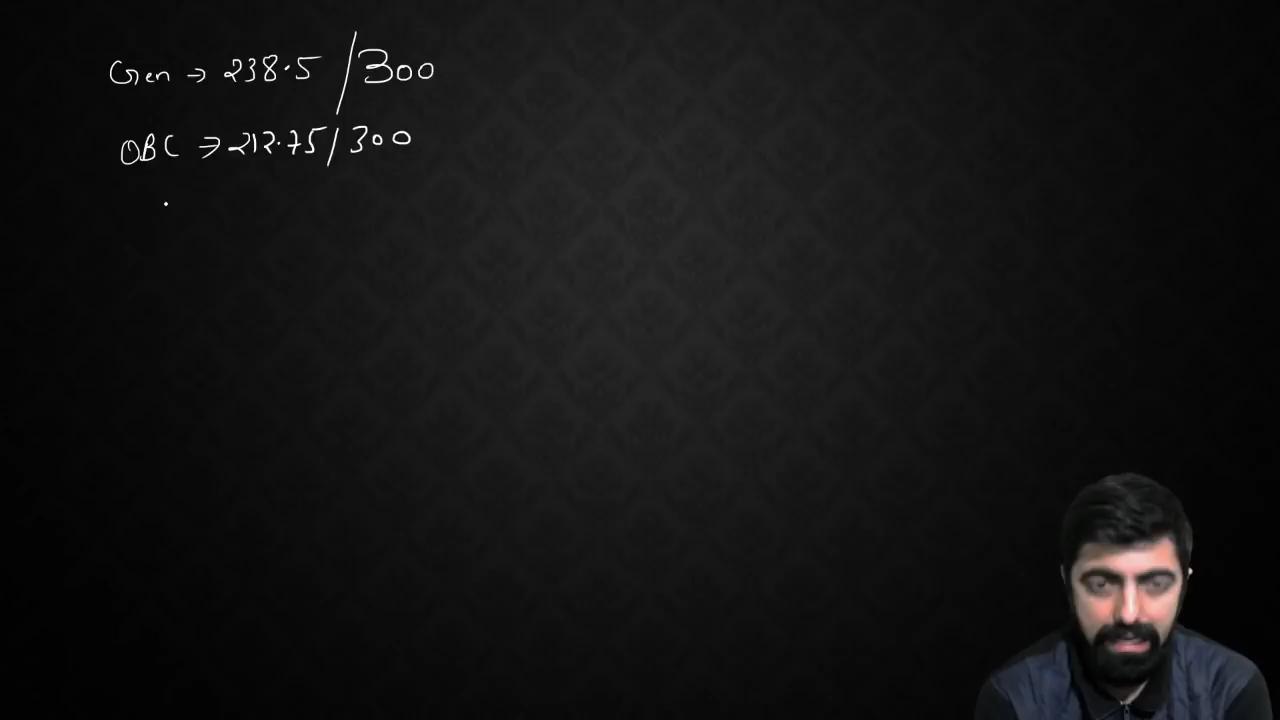 Gen → 238.5 / 300
OBC → 212.75 / 300